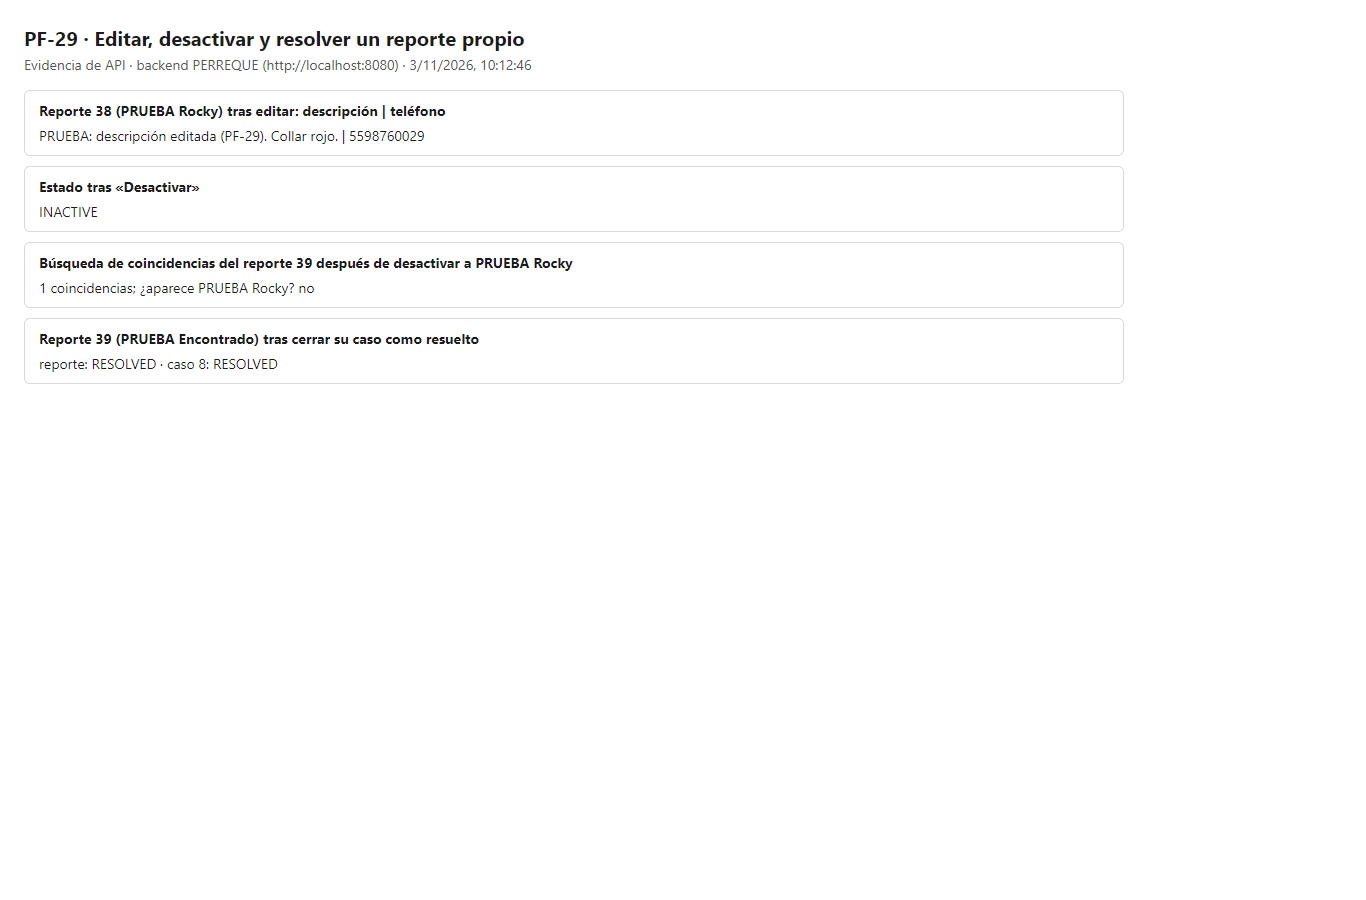 PF-29 · Editar, desactivar y resolver un reporte propio
Evidencia de API · backend PERREQUE (http://localhost:8080) · 3/11/2026, 10:12:46
Reporte 38 (PRUEBA Rocky) tras editar: descripción | teléfono
PRUEBA: descripción editada (PF-29). Collar rojo. | 5598760029
Estado tras «Desactivar»
INACTIVE
Búsqueda de coincidencias del reporte 39 después de desactivar a PRUEBA Rocky
1 coincidencias; ¿aparece PRUEBA Rocky? no
Reporte 39 (PRUEBA Encontrado) tras cerrar su caso como resuelto
reporte: RESOLVED · caso 8: RESOLVED